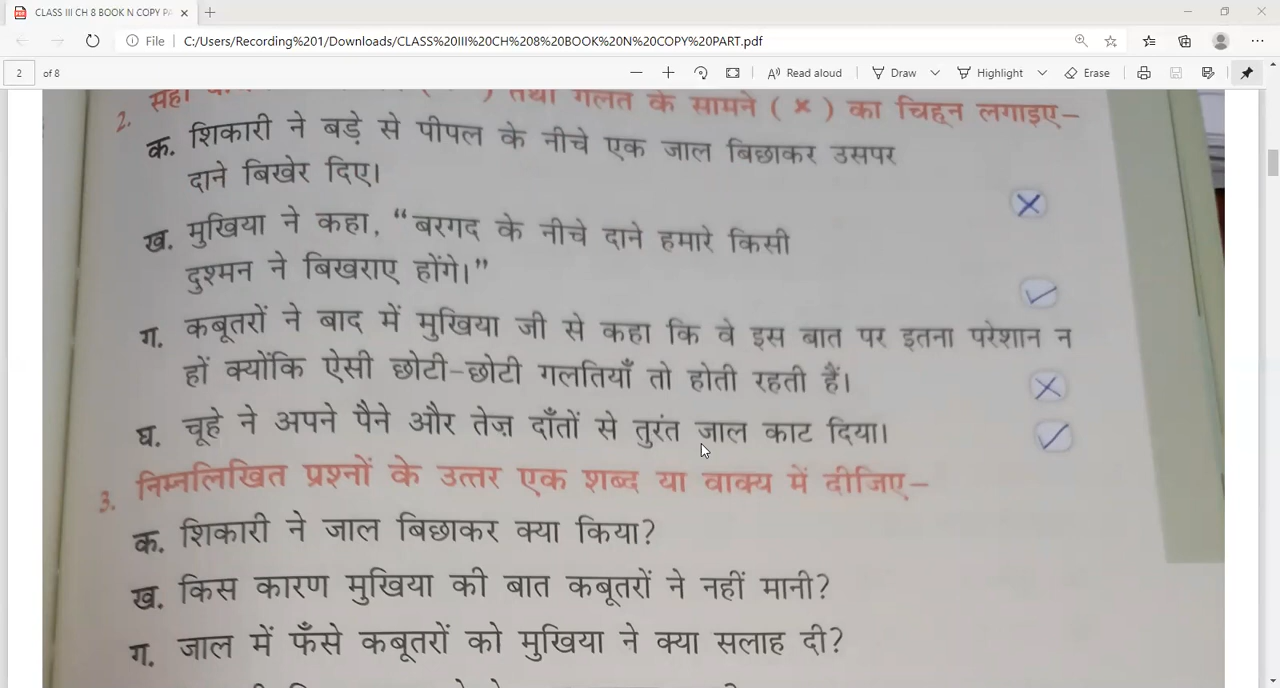 CLASS III CH 8 BOOK N COPY PA
File | C:/Users/Recording%201/Downloads/CLASS%20III%20CH%208%20BOOK%20N%20COPY%20PART.pdf
2 of 8 Read aloud Draw Highlight Erase
2. तथा गलत के सामने ( × ) का चिह्न लगाइए–
क. शिकारी ने बड़े से पीपल के नीचे एक जाल बिछाकर उसपर
दाने बिखेर दिए।
×
ख. मुखिया ने कहा, “बरगद के नीचे दाने हमारे किसी
दुश्मन ने बिखराए होंगे।”
✓
ग. कबूतरों ने बाद में मुखिया जी से कहा कि वे इस बात पर इतना परेशान न
हों क्योंकि ऐसी छोटी-छोटी गलतियाँ तो होती रहती हैं।
×
घ. चूहे ने अपने पैने और तेज़ दाँतों से तुरंत जाल काट दिया।
✓
3. निम्नलिखित प्रश्नों के उत्तर एक शब्द या वाक्य में दीजिए–
क. शिकारी ने जाल बिछाकर क्या किया?
ख. किस कारण मुखिया की बात कबूतरों ने नहीं मानी?
ग. जाल में फँसे कबूतरों को मुखिया ने क्या सलाह दी?